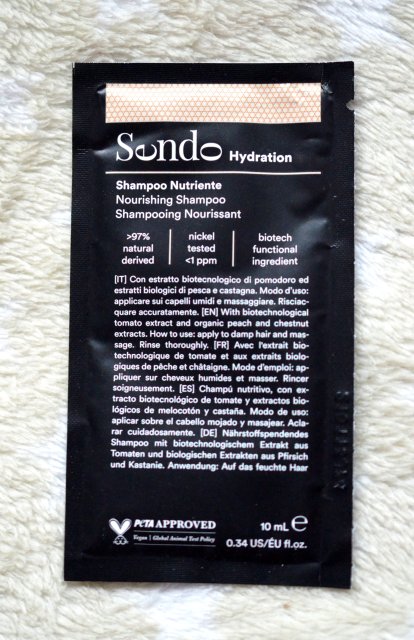 Sendo Hydration
Shampoo Nutriente
Nourishing Shampoo
Shampooing Nourissant
>97% natural derived
nickel tested <1 ppm
biotech functional ingredient
[IT] Con estratto biotecnologico di pomodoro ed
estratti biologici di pesca e castagna. Modo d'uso:
applicare sui capelli umidi e massaggiare. Risciac-
quare accuratamente. [EN] With biotechnological
tomato extract and organic peach and chestnut
extracts. How to use: apply to damp hair and mas-
sage. Rinse thoroughly. [FR] Avec l'extrait bio-
technologique de tomate et aux extraits biolo-
giques de pêche et châtaigne. Mode d'emploi: ap-
pliquer sur cheveux humides et masser. Rincer
soigneusement. [ES] Champú nutritivo, con ex-
tracto biotecnológico de tomate y extractos bio-
lógicos de melocotón y castaña. Modo de uso:
aplicar sobre el cabello mojado y masajear. Acla-
rar cuidadosamente. [DE] Nährstoffspendendes
Shampoo mit biotechnologischem Extrakt aus
Tomaten und biologischen Extrakten aus Pfirsich
und Kastanie. Anwendung: Auf das feuchte Haar
PETA APPROVED
Vegan | Global Animal Test Policy
10 mL e
0.34 US/ÉU fl.oz.